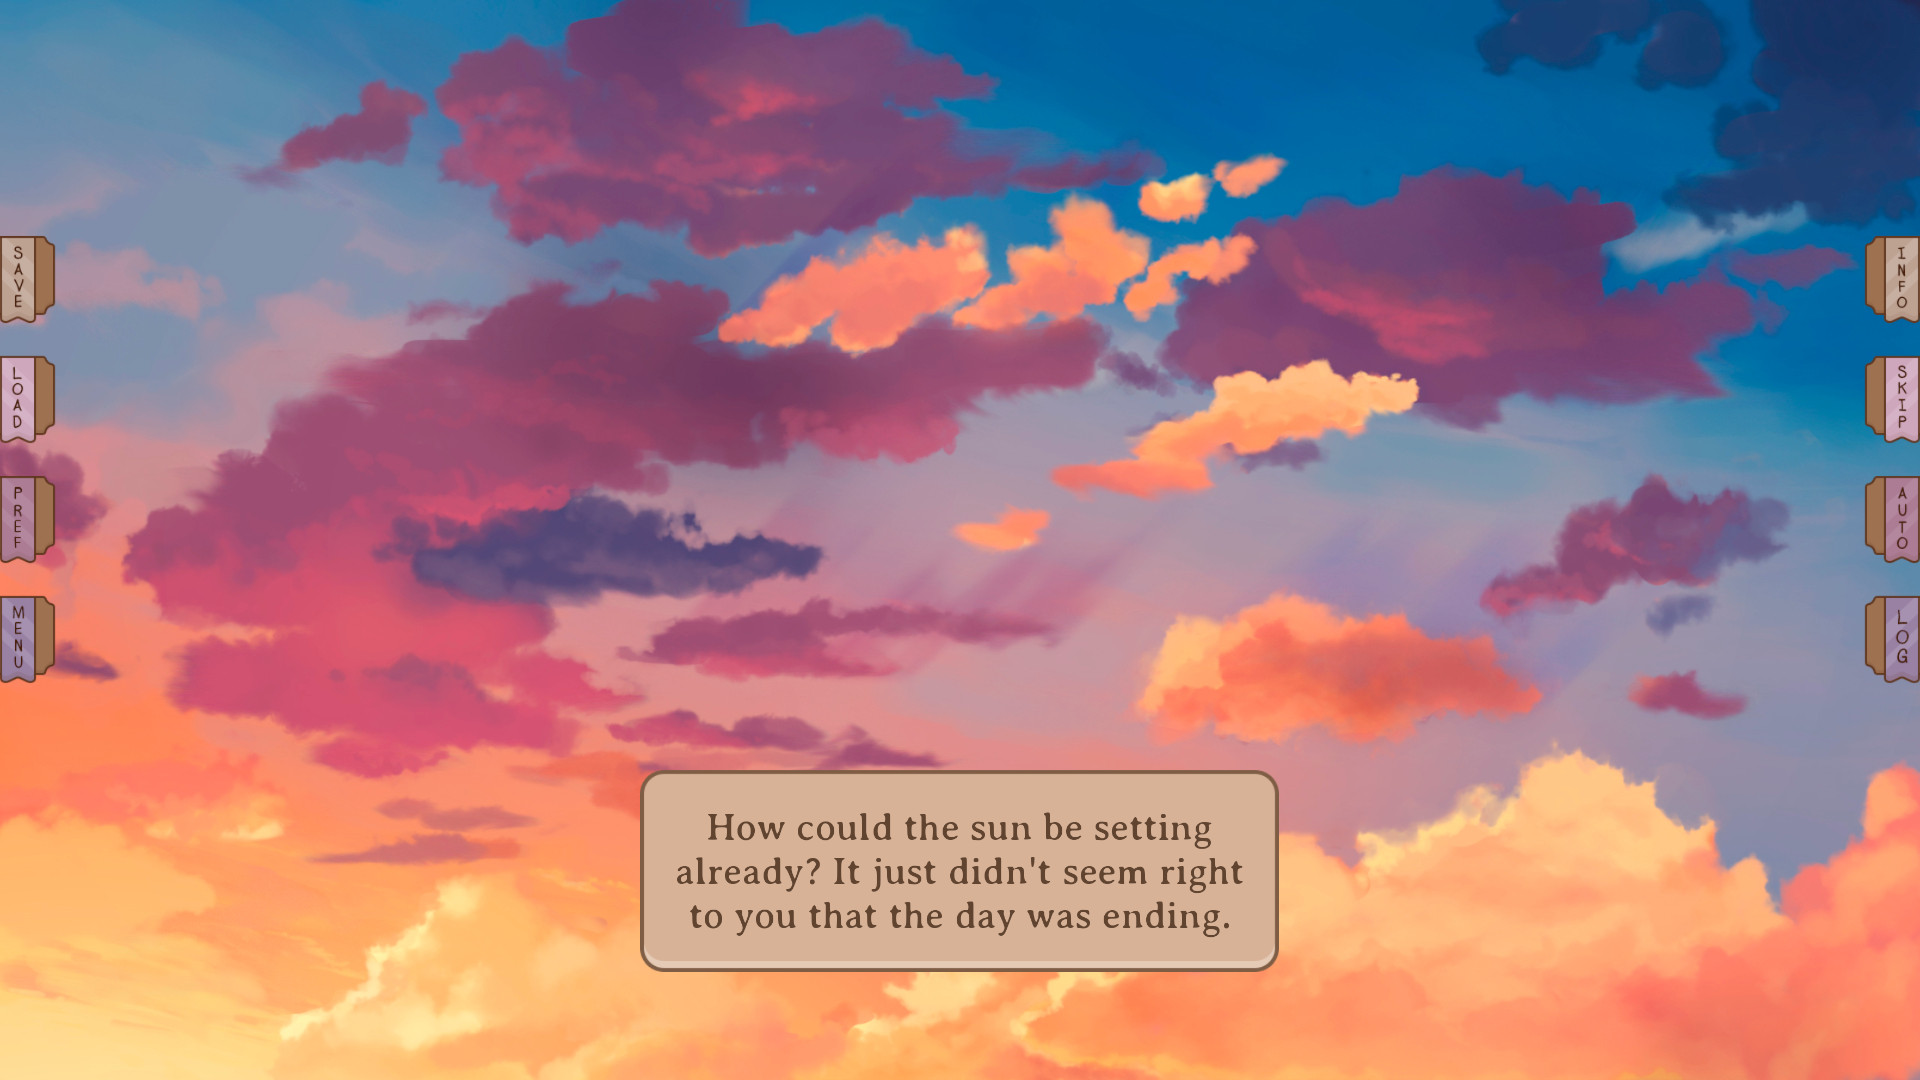 SAVE
LOAD
PREF
MENU
INFO
SKIP
AUTO
LOG
How could the sun be setting
already? It just didn't seem right
to you that the day was ending.